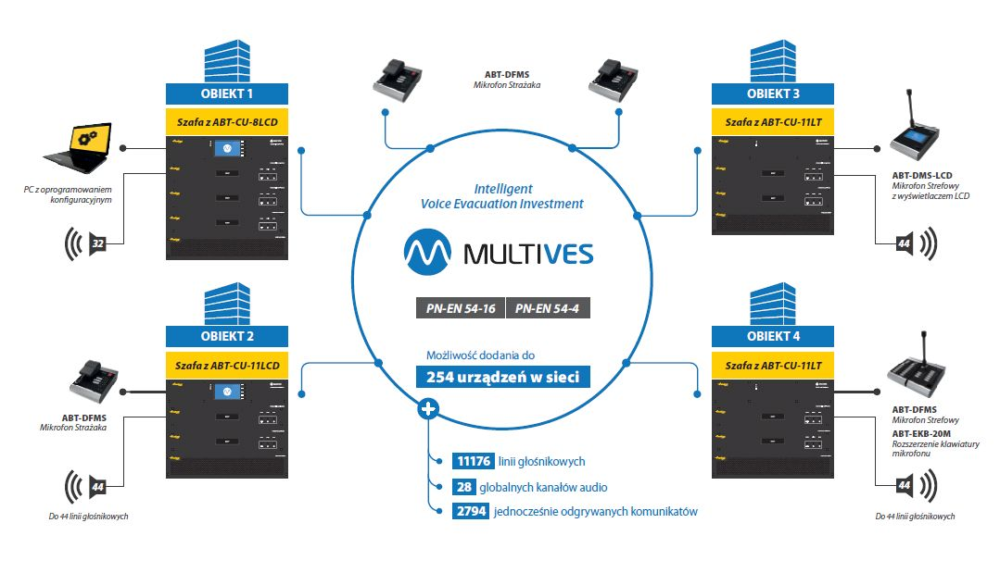 OBIEKT 1
Szafa z ABT-CU-8LCD
PC z oprogramowaniem
konfiguracyjnym
32
OBIEKT 2
Szafa z ABT-CU-11LCD
ABT-DFMS
Mikrofon Strażaka
44
Do 44 linii głośnikowych
ABT-DFMS
Mikrofon Strażaka
Intelligent
Voice Evacuation Investment
MULTIVES
PN-EN 54-16
PN-EN 54-4
Możliwość dodania do
254 urządzeń w sieci
11176 linii głośnikowych
28 globalnych kanałów audio
2794 jednocześnie odgrywanych komunikatów
OBIEKT 3
Szafa z ABT-CU-11LT
ABT-DMS-LCD
Mikrofon Strefowy
z wyświetlaczem LCD
44
OBIEKT 4
Szafa z ABT-CU-11LT
ABT-DFMS
Mikrofon Strefowy
ABT-EKB-20M
Rozszerzenie klawiatury
mikrofonu
44
Do 44 linii głośnikowych